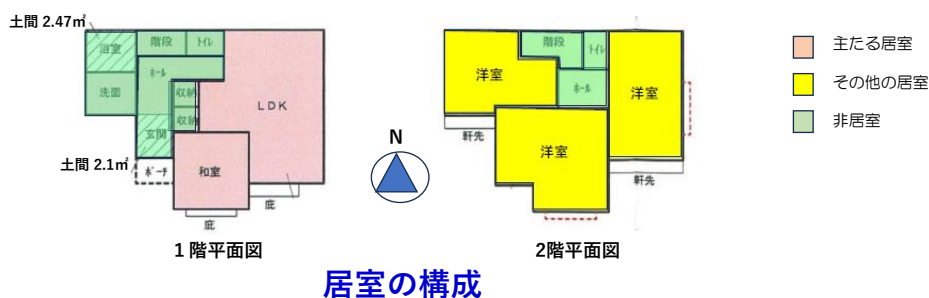 土間 2.47㎡
浴室
階段
ﾄｲﾚ
ﾎｰﾙ
洗面
収納
収納
LDK
玄関
土間 2.1㎡
ﾎﾟｰﾁ
和室
庇
庇
1 階平面図
N
階段
ﾄｲﾚ
洋室
ﾎｰﾙ
洋室
軒先
洋室
軒先
2階平面図
主たる居室
その他の居室
非居室
居室の構成